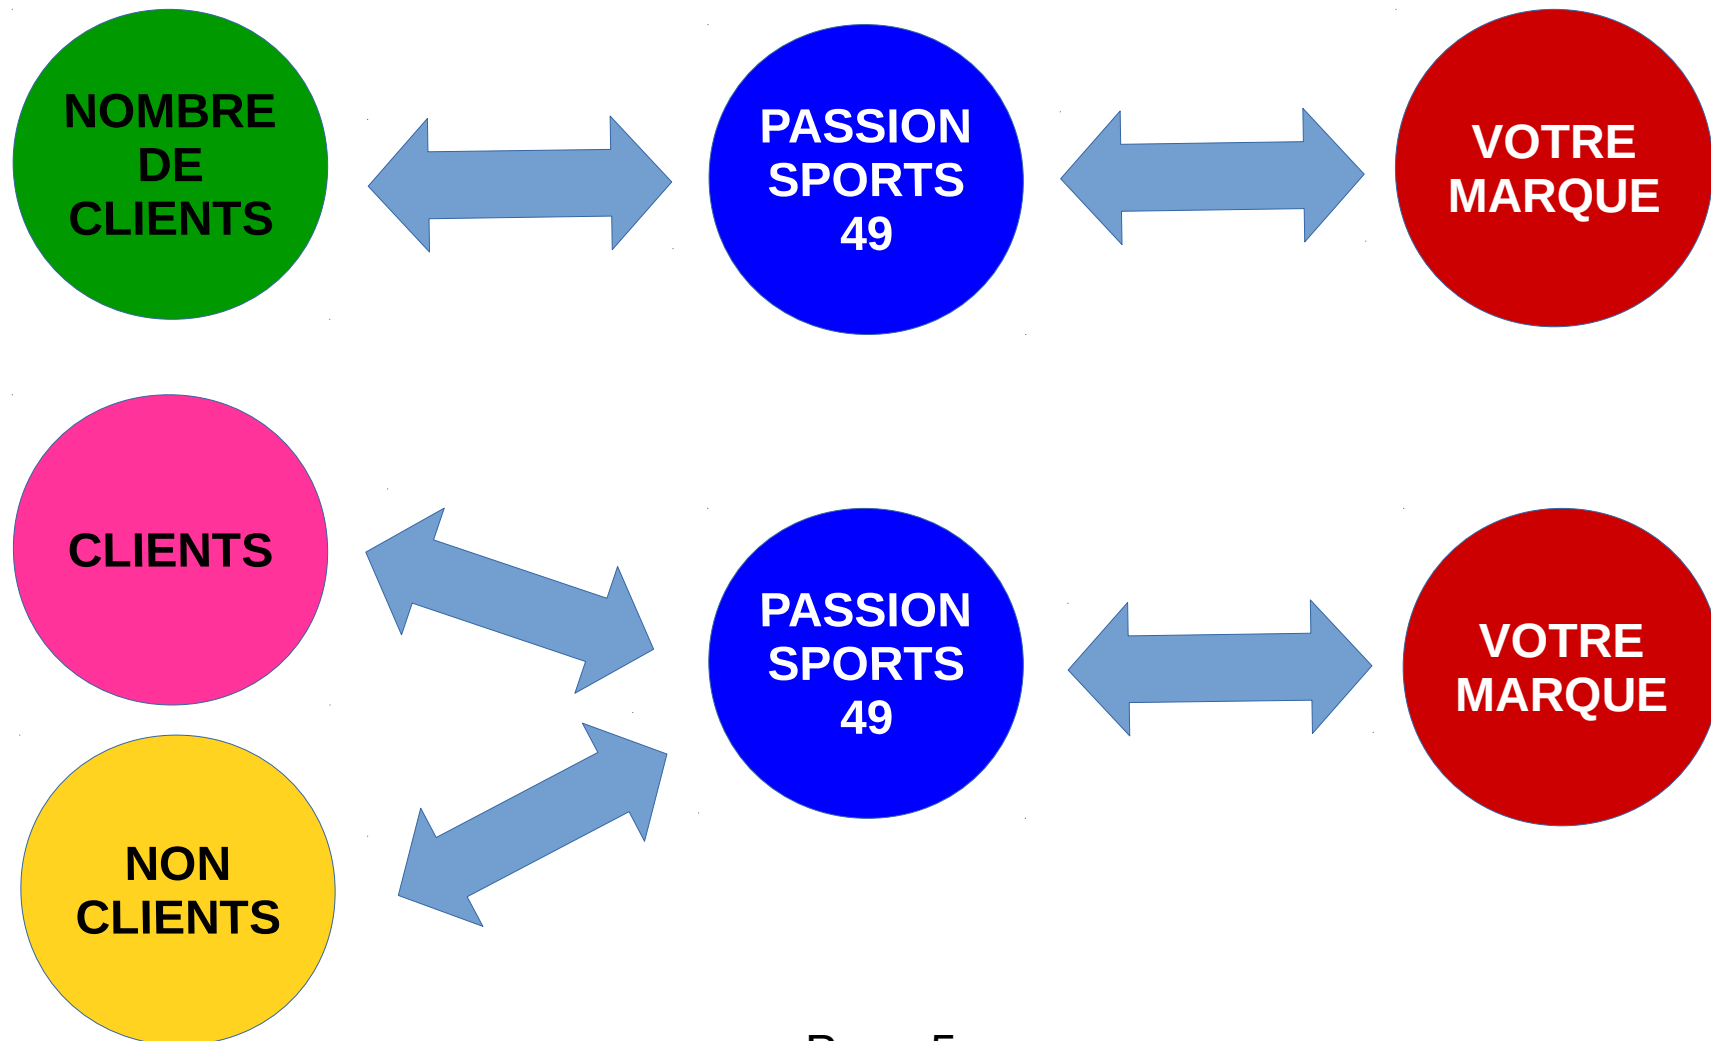 NOMBRE
DE
CLIENTS
PASSION
SPORTS
49
VOTRE
MARQUE
CLIENTS
PASSION
SPORTS
49
VOTRE
MARQUE
NON
CLIENTS